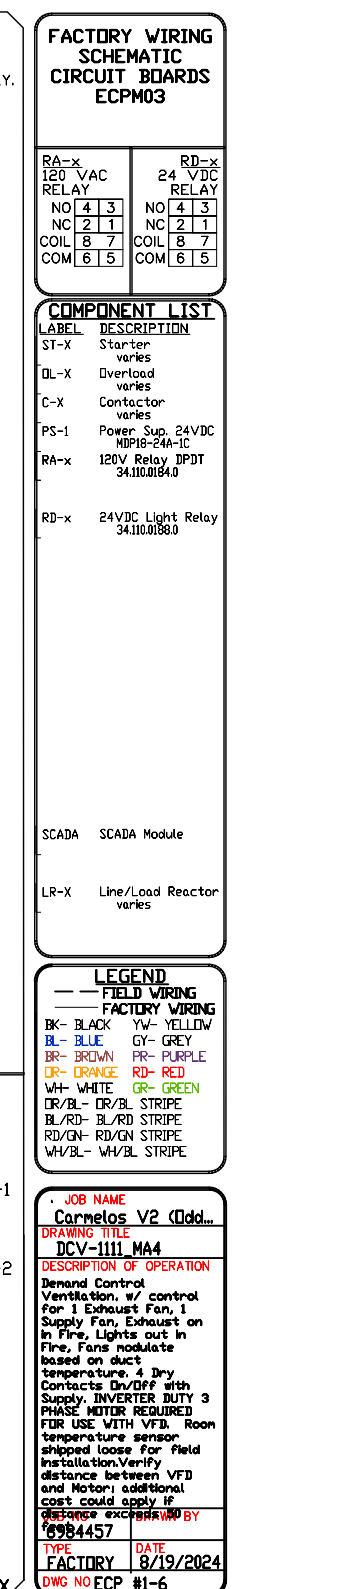 Y.
FACTORY WIRING
SCHEMATIC
CIRCUIT BOARDS
ECPM03
RA-x
120 VAC
RELAY
NO 4 3
NC 2 1
COIL 8 7
COM 6 5
RD-x
24 VDC
RELAY
NO 4 3
NC 2 1
COIL 8 7
COM 6 5
COMPONENT LIST
LABEL DESCRIPTION
ST-X Starter
varies
OL-X Overload
varies
C-X Contactor
varies
PS-1 Power Sup. 24VDC
MDP18-24A-1C
RA-x 120V Relay DPDT
34.110.0184.0
RD-x 24VDC Light Relay
34.110.0188.0
SCADA SCADA Module
LR-X Line/Load Reactor
varies
LEGEND
FIELD WIRING
FACTORY WIRING
BK- BLACK YW- YELLOW
BL- BLUE GY- GREY
BR- BROWN PR- PURPLE
OR- ORANGE RD- RED
WH- WHITE GR- GREEN
OR/BL- OR/BL STRIPE
BL/RD- BL/RD STRIPE
RD/GN- RD/GN STRIPE
WH/BL- WH/BL STRIPE
-1
-2
X
JOB NAME
Carmelos V2 (Odd...
DRAWING TITLE
DCV-1111_MA4
DESCRIPTION OF OPERATION
Demand Control
Ventilation, w/ control
for 1 Exhaust Fan, 1
Supply Fan, Exhaust on
in Fire, Lights out in
Fire, Fans modulate
based on duct
temperature. 4 Dry
Contacts On/Off with
Supply. INVERTER DUTY 3
PHASE MOTOR REQUIRED
FOR USE WITH VFD. Room
temperature sensor
shipped loose for field
installation.Verify
distance between VFD
and Motor; additional
cost could apply if
distance exceeds 50
feet.
JOB NO DRAWN BY
6984457
TYPE DATE
FACTORY 8/19/2024
DWG NO ECP #1-6